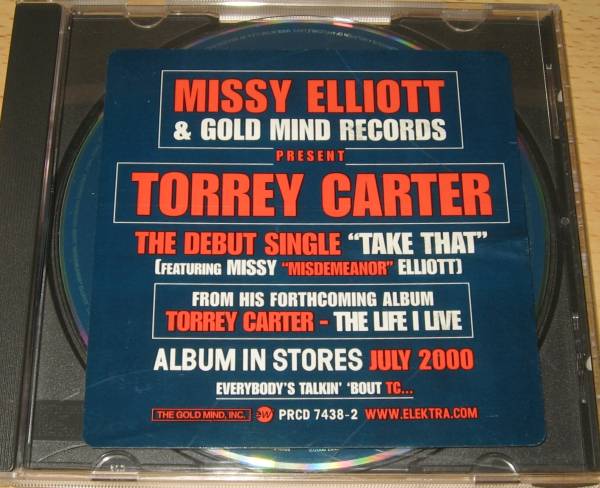 MISSY ELLIOTT
& GOLD MIND RECORDS
PRESENT
TORREY CARTER
THE DEBUT SINGLE “TAKE THAT”
(FEATURING MISSY “MISDEMEANOR” ELLIOTT)
FROM HIS FORTHCOMING ALBUM
TORREY CARTER - THE LIFE I LIVE
ALBUM IN STORES JULY 2000
EVERYBODY'S TALKIN' 'BOUT TC...
THE GOLD MIND, INC. ew PRCD 7438-2 WWW.ELEKTRA.COM